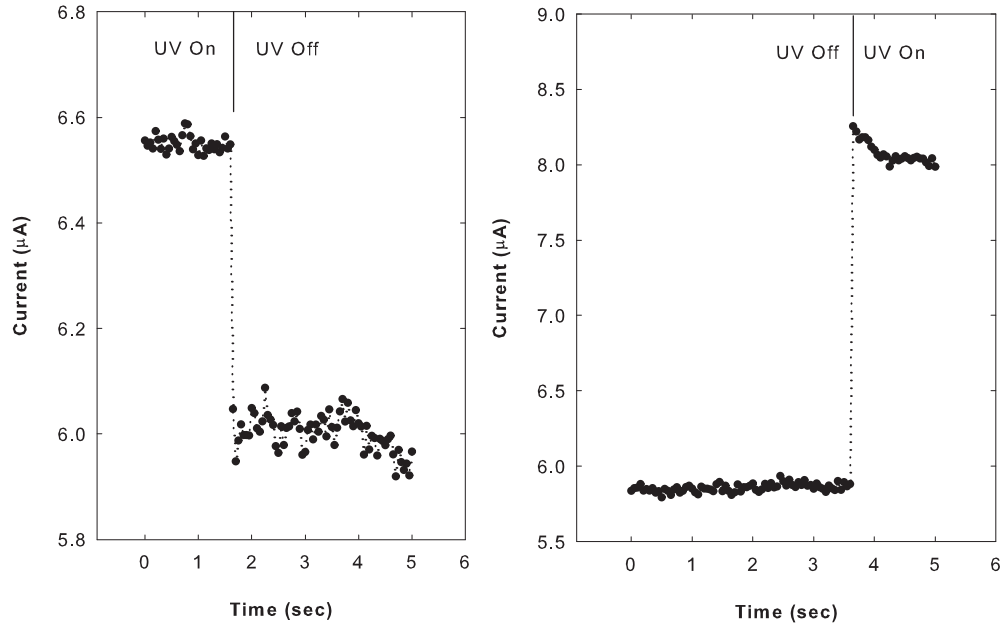 6.8
6.6
6.4
6.2
6.0
5.8
UV On
UV Off
Current (μA)
0 1 2 3 4 5 6
Time (sec)
9.0
8.5
8.0
7.5
7.0
6.5
6.0
5.5
UV Off
UV On
Current (μA)
0 1 2 3 4 5 6
Time (sec)